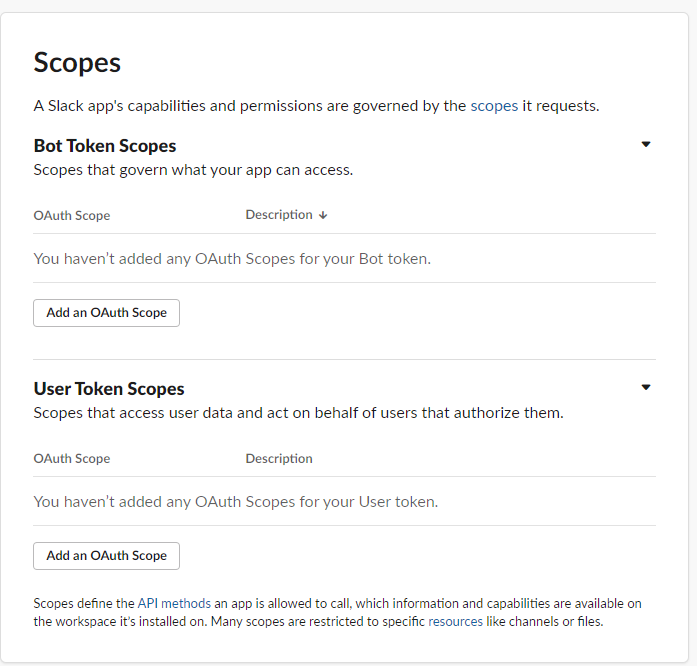 Scopes
A Slack app's capabilities and permissions are governed by the scopes it requests.
Bot Token Scopes
Scopes that govern what your app can access.
OAuth Scope Description ↓
You haven't added any OAuth Scopes for your Bot token.
Add an OAuth Scope
User Token Scopes
Scopes that access user data and act on behalf of users that authorize them.
OAuth Scope Description
You haven't added any OAuth Scopes for your User token.
Add an OAuth Scope
Scopes define the API methods an app is allowed to call, which information and capabilities are available on
the workspace it's installed on. Many scopes are restricted to specific resources like channels or files.